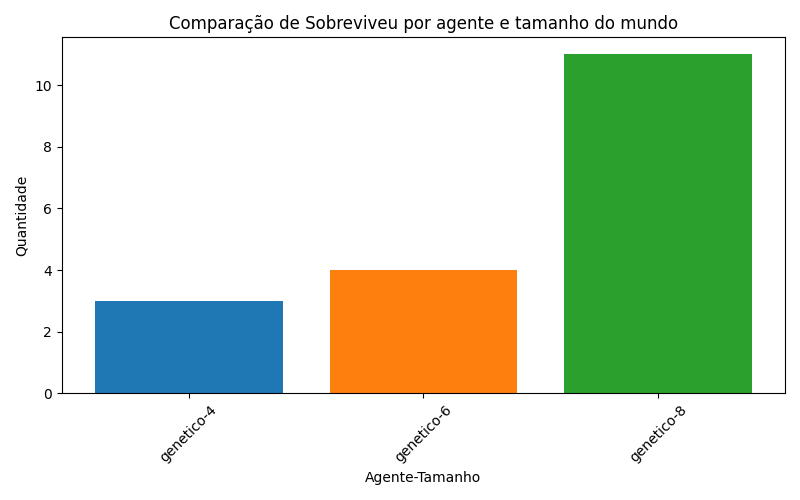 Comparação de Sobreviveu por agente e tamanho do mundo
Quantidade
10
8
6
4
2
0
genetico-4
genetico-6
genetico-8
Agente-Tamanho